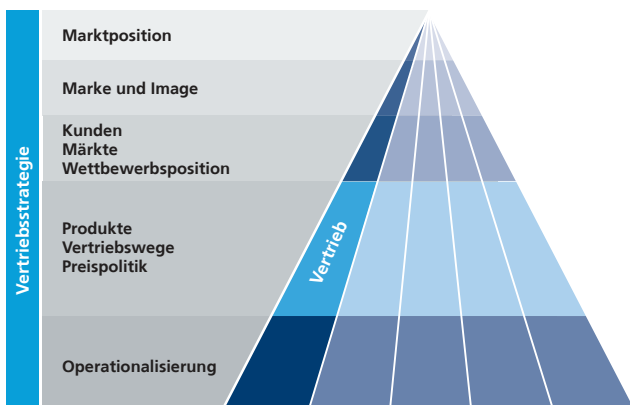 Vertriebsstrategie
Marktposition
Marke und Image
Kunden
Märkte
Wettbewerbsposition
Produkte
Vertriebswege
Preispolitik
Vertrieb
Operationalisierung